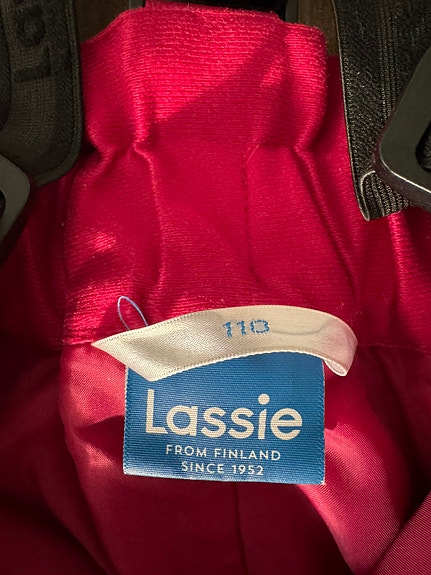 110
Lassie
FROM FINLAND
SINCE 1952